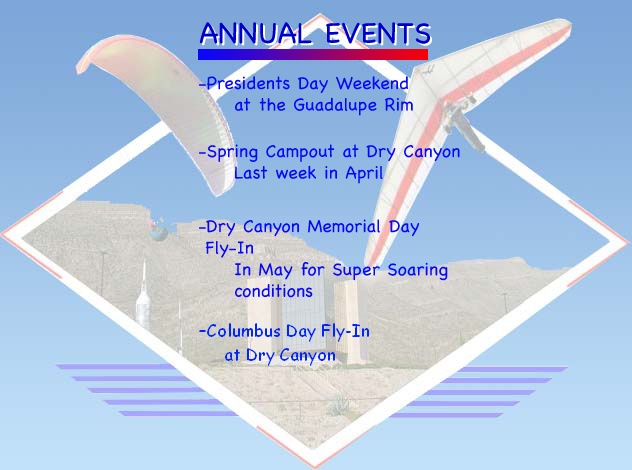 ANNUAL EVENTS
-Presidents Day Weekend
at the Guadalupe Rim
-Spring Campout at Dry Canyon
Last week in April
-Dry Canyon Memorial Day
Fly-In
In May for Super Soaring
conditions
-Columbus Day Fly-In
at Dry Canyon